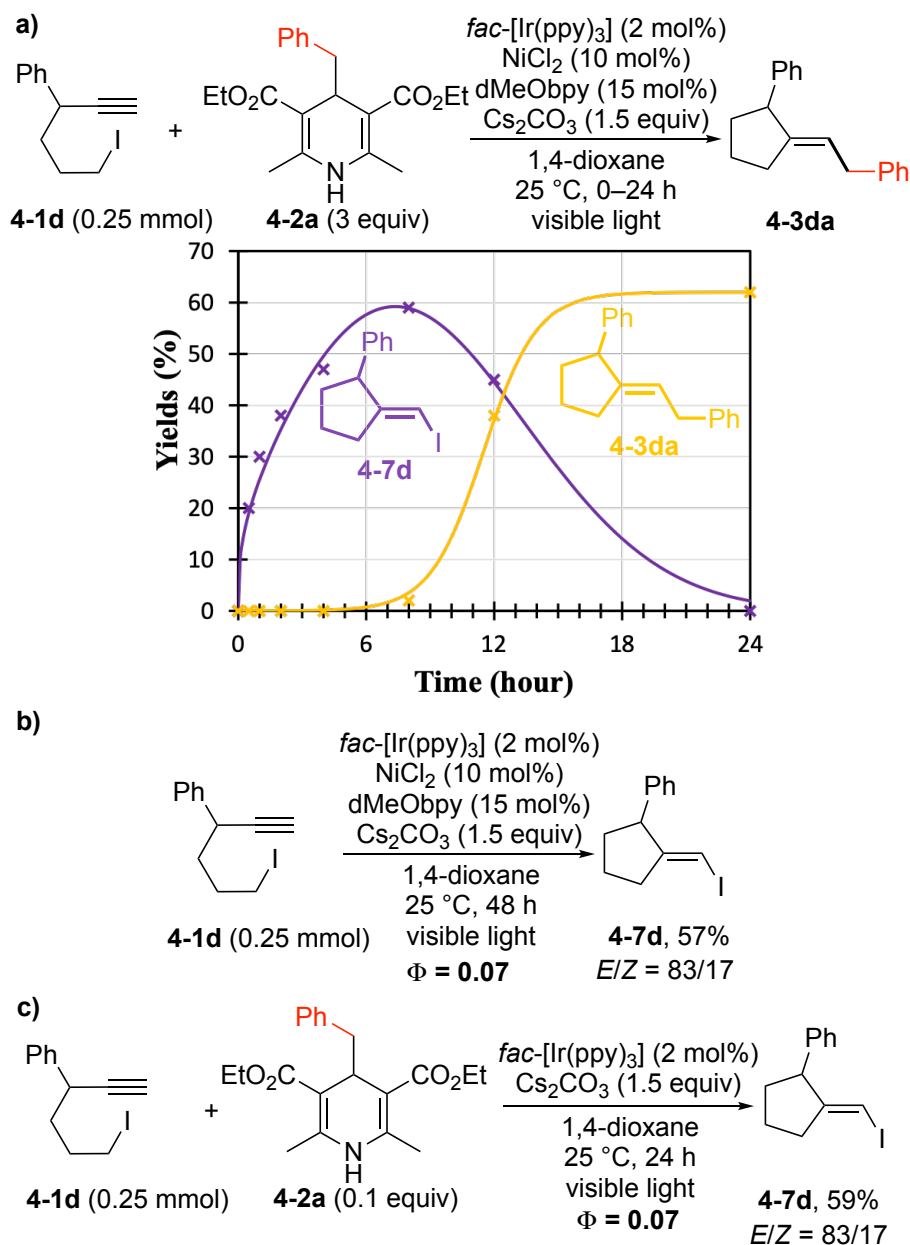 a)
Ph
I
4-1d (0.25 mmol)
+
Ph
EtO2C
CO2Et
N
H
4-2a (3 equiv)
fac-[Ir(ppy)3] (2 mol%)
NiCl2 (10 mol%)
dMeObpy (15 mol%)
Cs2CO3 (1.5 equiv)
1,4-dioxane
25 °C, 0–24 h
visible light
Ph
Ph
4-3da
70
60
50
40
30
20
10
0
Yields (%)
Ph
I
4-7d
Ph
Ph
4-3da
0 6 12 18 24
Time (hour)
b)
Ph
I
4-1d (0.25 mmol)
fac-[Ir(ppy)3] (2 mol%)
NiCl2 (10 mol%)
dMeObpy (15 mol%)
Cs2CO3 (1.5 equiv)
1,4-dioxane
25 °C, 48 h
visible light
Φ = 0.07
Ph
I
4-7d, 57%
E/Z = 83/17
c)
Ph
I
4-1d (0.25 mmol)
+
Ph
EtO2C
CO2Et
N
H
4-2a (0.1 equiv)
fac-[Ir(ppy)3] (2 mol%)
Cs2CO3 (1.5 equiv)
1,4-dioxane
25 °C, 24 h
visible light
Φ = 0.07
Ph
I
4-7d, 59%
E/Z = 83/17